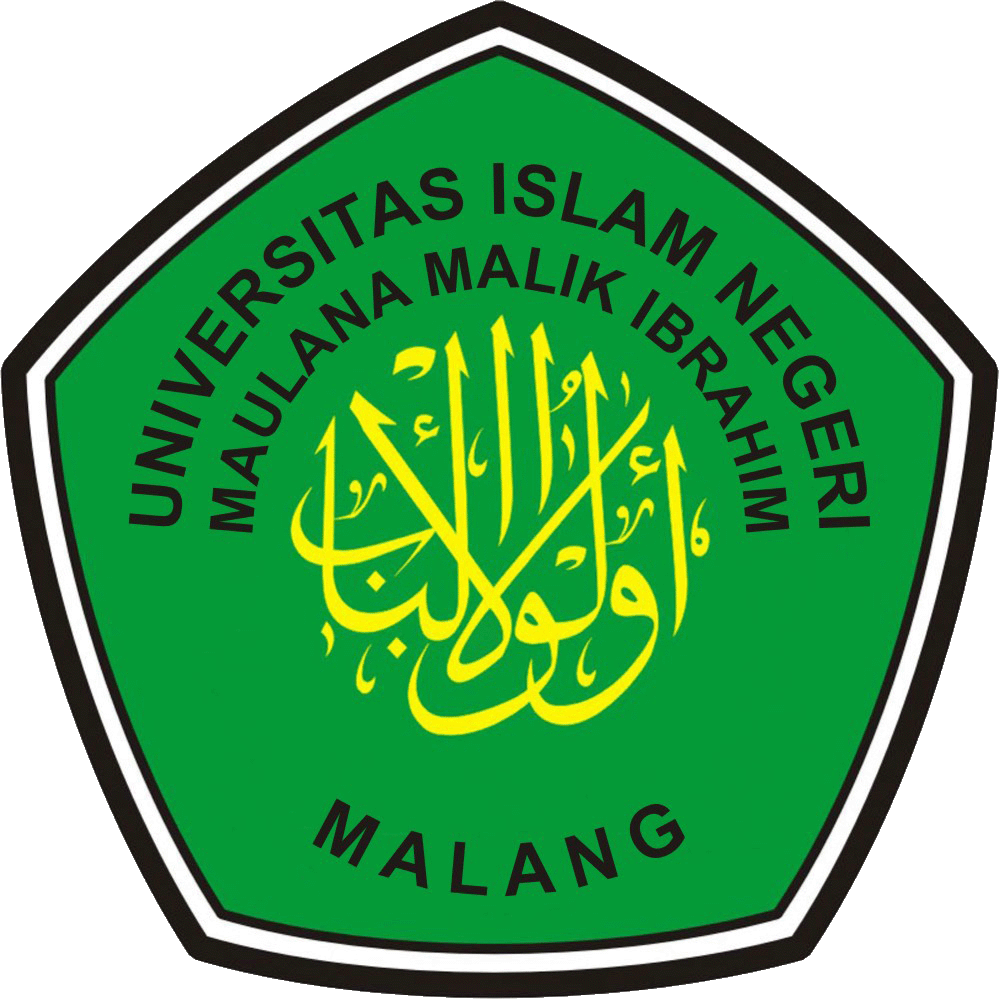 UNIVERSITAS ISLAM NEGERI
MAULANA MALIK IBRAHIM
أولو الألباب
MALANG